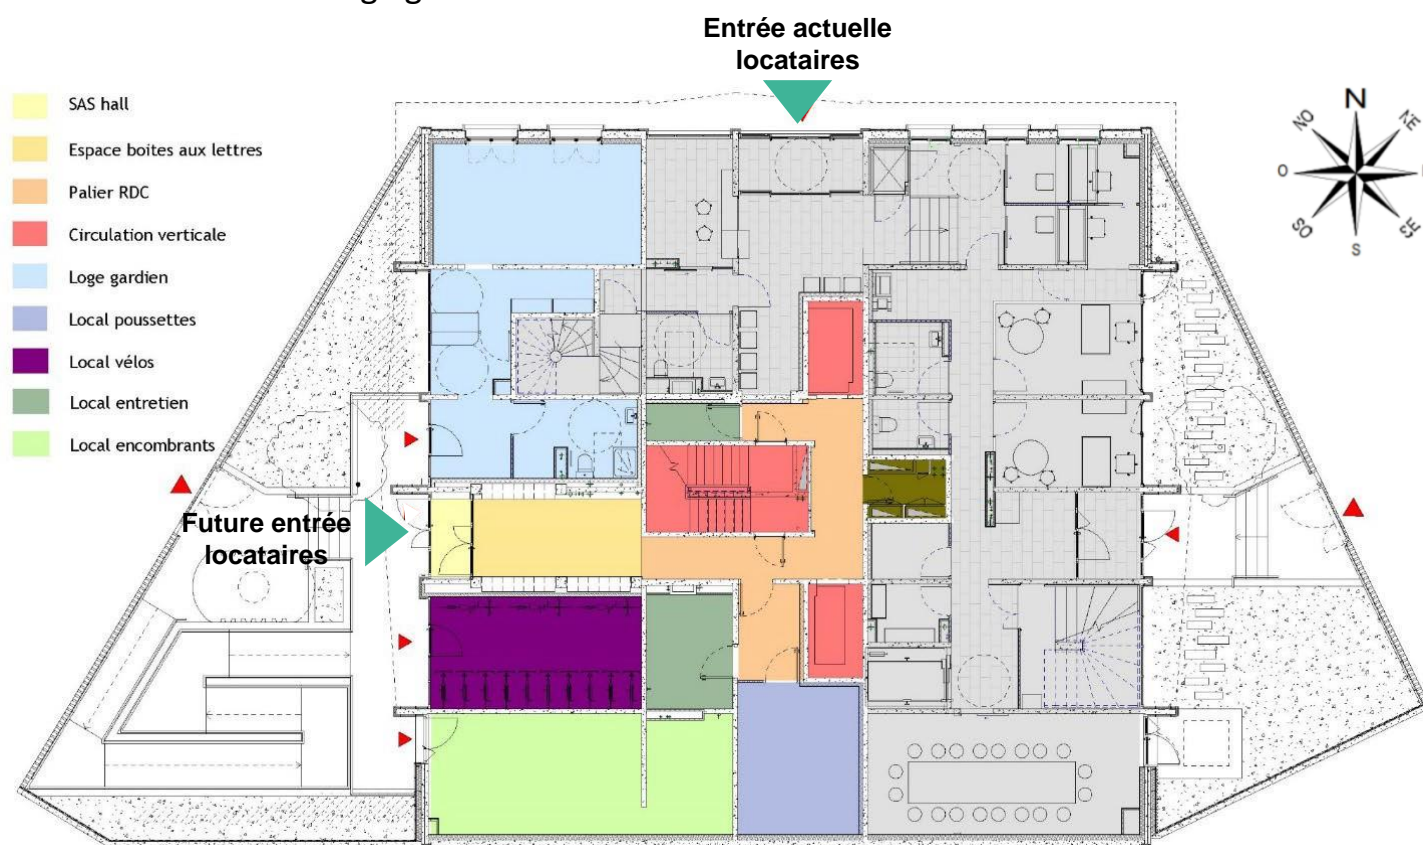 Entrée actuelle
locataires
SAS hall
Espace boites aux lettres
Palier RDC
Circulation verticale
Loge gardien
Local poussettes
Local vélos
Local entretien
Local encombrants
Future entrée
locataires
N
NO
NE
O
SO
SE
S